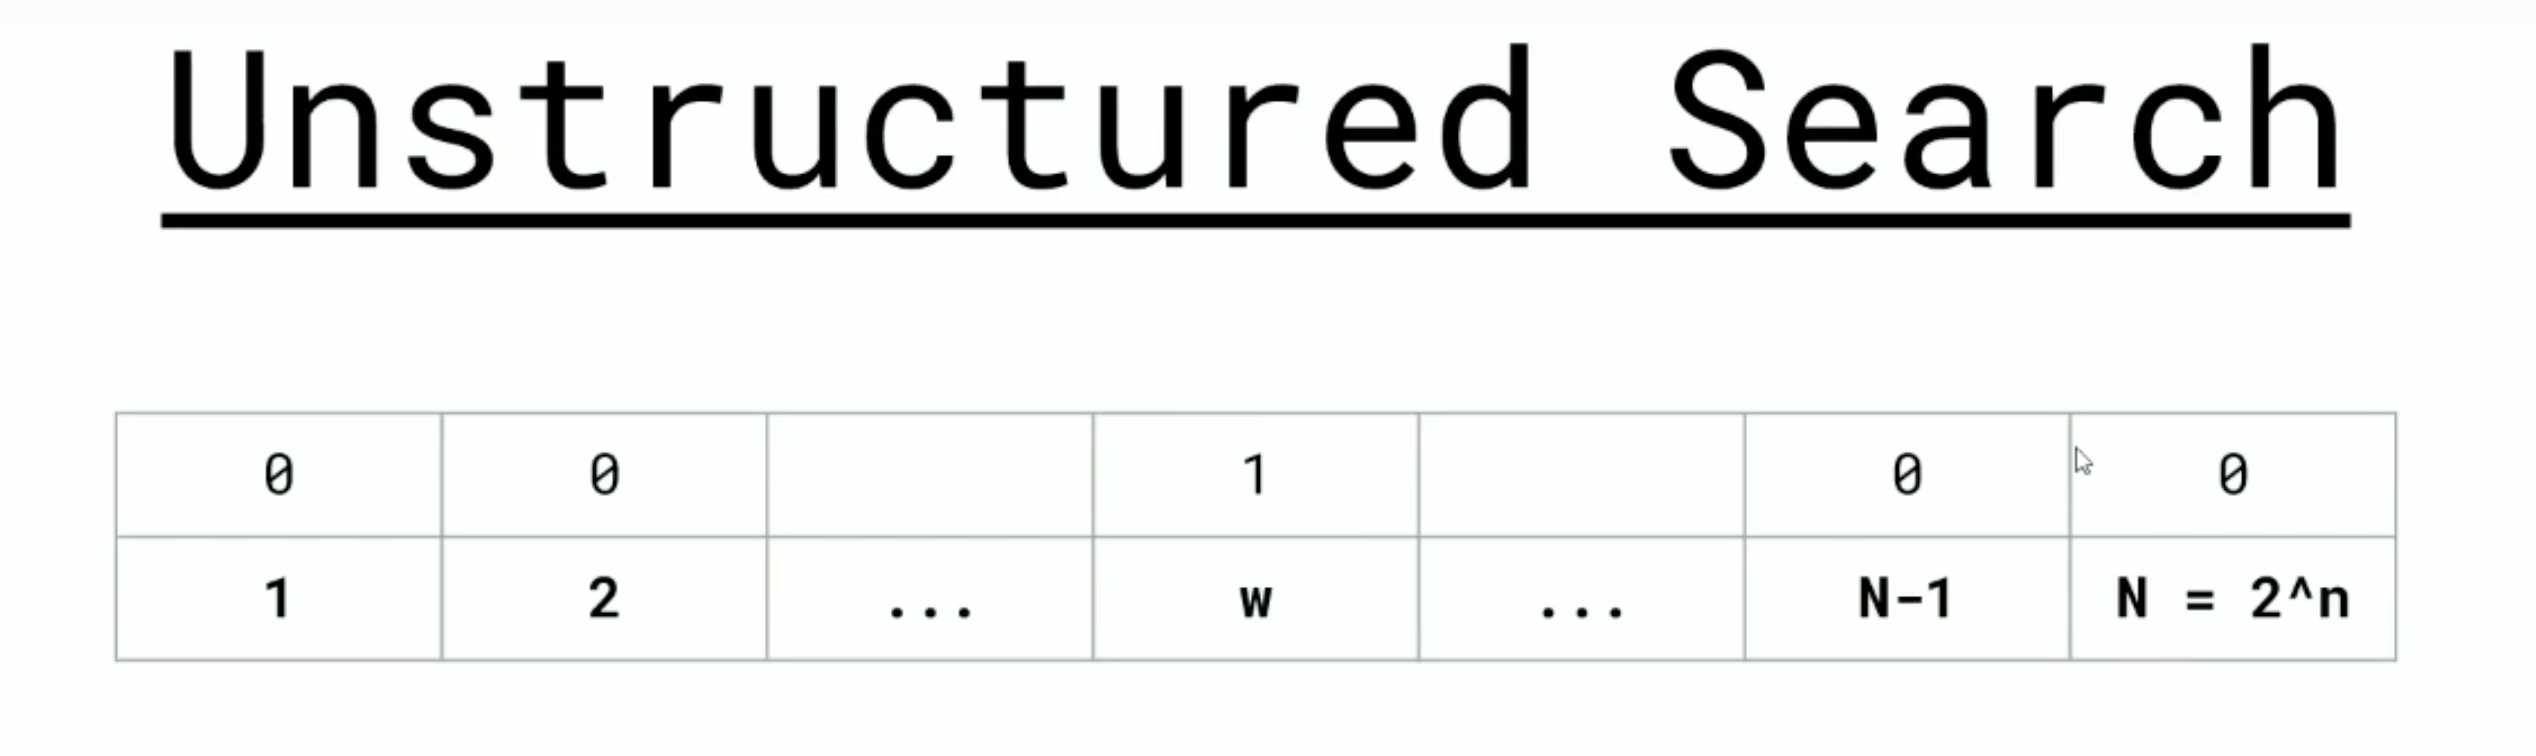 Unstructured Search
0 0 1 0 0
1 2 ... w ... N-1 N = 2^n